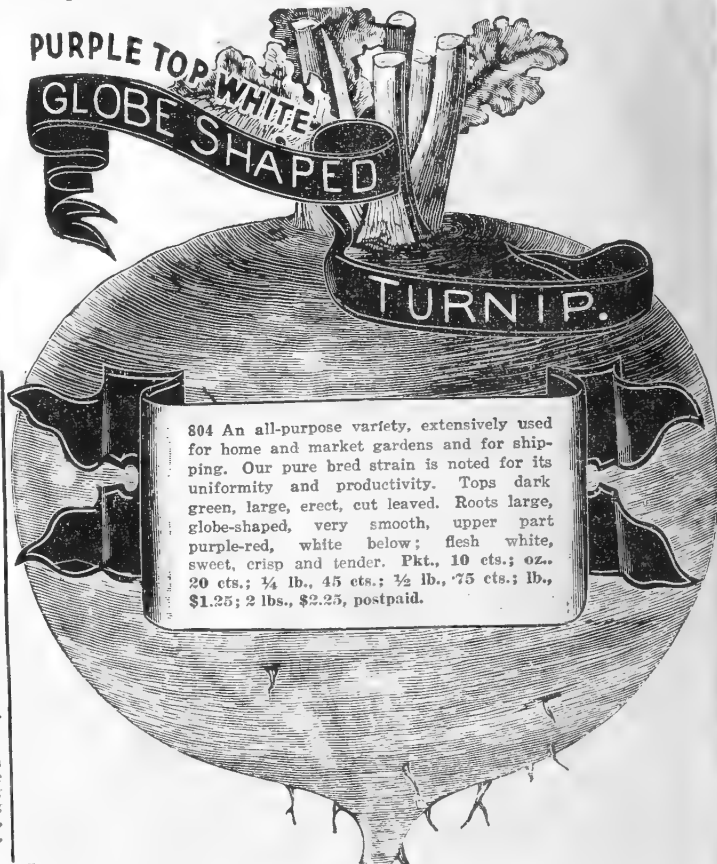 PURPLE TOP WHITE
GLOBE SHAPED
TURNIP.
804 An all-purpose variety, extensively used
for home and market gardens and for ship-
ping. Our pure bred strain is noted for its
uniformity and productivity. Tops dark
green, large, erect, cut leaved. Roots large,
globe-shaped, very smooth, upper part
purple-red, white below; flesh white,
sweet, crisp and tender. Pkt., 10 cts.; oz.,
20 cts.; ¼ lb., 45 cts.; ½ lb., 75 cts.; lb.,
$1.25; 2 lbs., $2.25, postpaid.